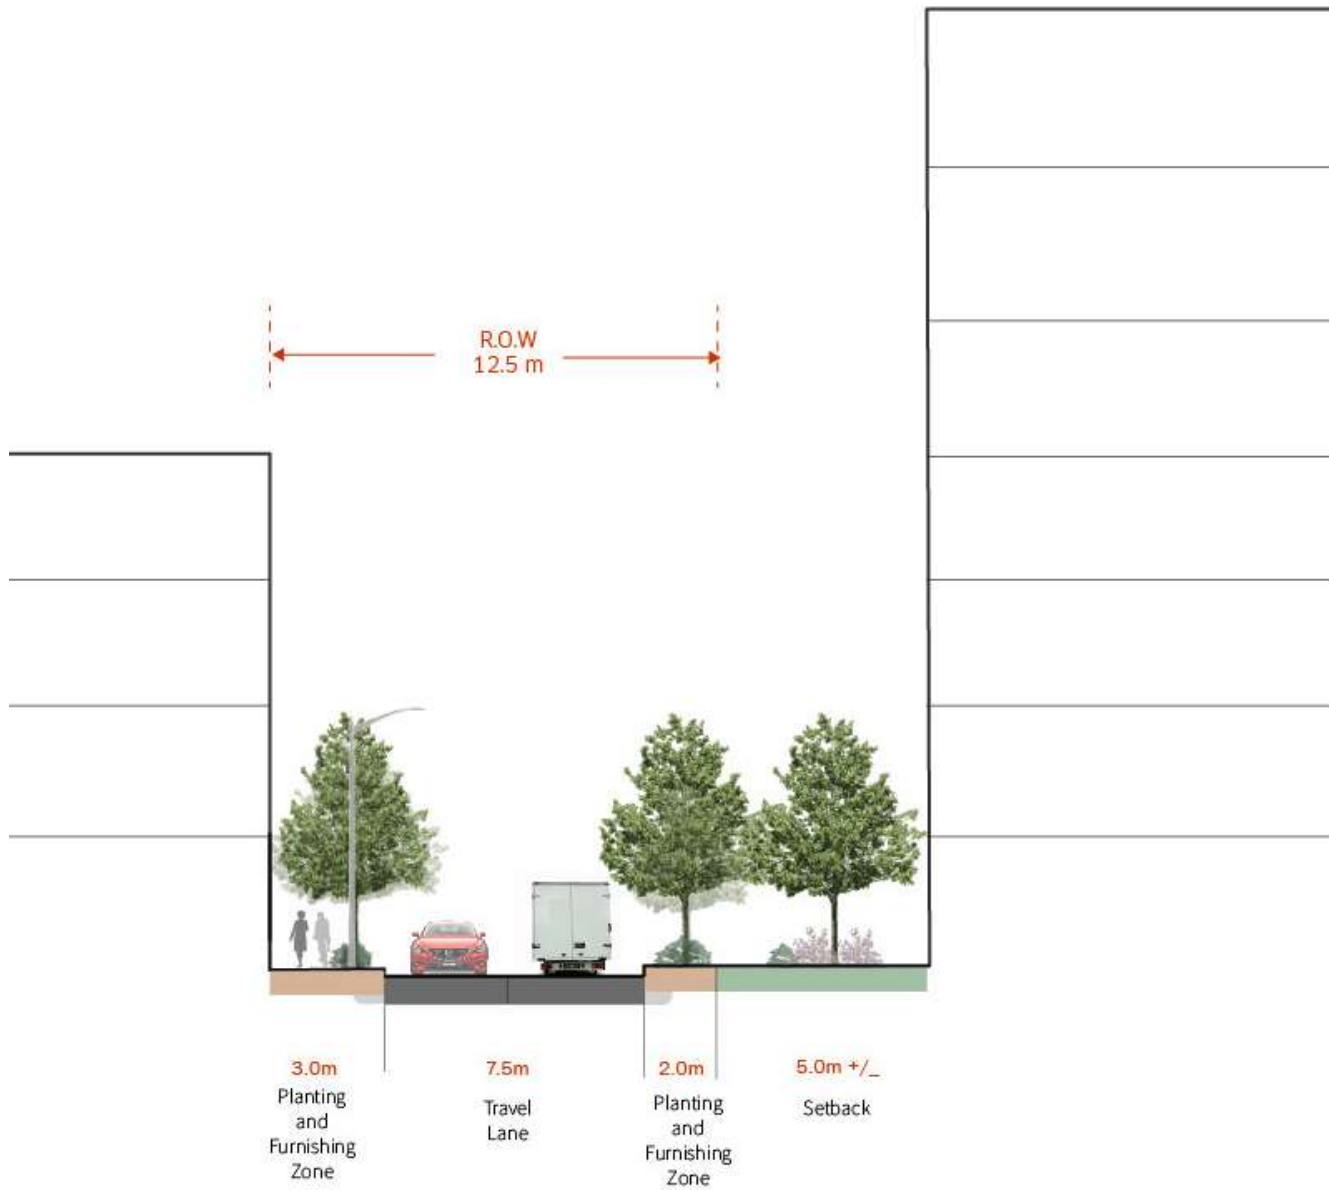 R.O.W
12.5 m
3.0m
Planting
and
Furnishing
Zone
7.5m
Travel
Lane
2.0m
Planting
and
Furnishing
Zone
5.0m +/_
Setback